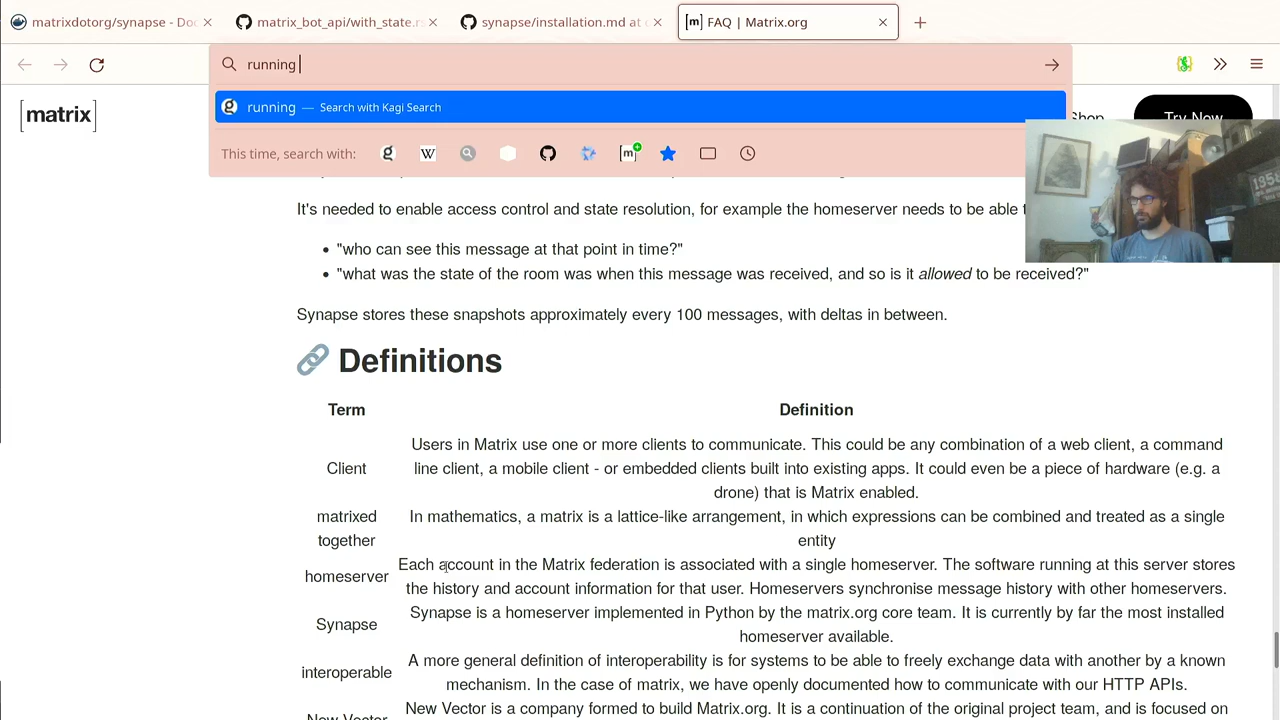 matrixdotorg/synapse - Doc
matrix_bot_api/with_state.rs
synapse/installation.md at
[m] FAQ | Matrix.org
running
running — Search with Kagi Search
This time, search with:
[matrix]
Shop
Try Now
It's needed to enable access control and state resolution, for example the homeserver needs to be able
"who can see this message at that point in time?"
"what was the state of the room was when this message was received, and so is it allowed to be received?"
Synapse stores these snapshots approximately every 100 messages, with deltas in between.
Definitions
Term Definition
Client
Users in Matrix use one or more clients to communicate. This could be any combination of a web client, a command
line client, a mobile client - or embedded clients built into existing apps. It could even be a piece of hardware (e.g. a
drone) that is Matrix enabled.
matrixed
together
In mathematics, a matrix is a lattice-like arrangement, in which expressions can be combined and treated as a single
entity
homeserver
Each account in the Matrix federation is associated with a single homeserver. The software running at this server stores
the history and account information for that user. Homeservers synchronise message history with other homeservers.
Synapse
Synapse is a homeserver implemented in Python by the matrix.org core team. It is currently by far the most installed
homeserver available.
interoperable
A more general definition of interoperability is for systems to be able to freely exchange data with another by a known
mechanism. In the case of matrix, we have openly documented how to communicate with our HTTP APIs.
New Vector
New Vector is a company formed to build Matrix.org. It is a continuation of the original project team, and is focused on